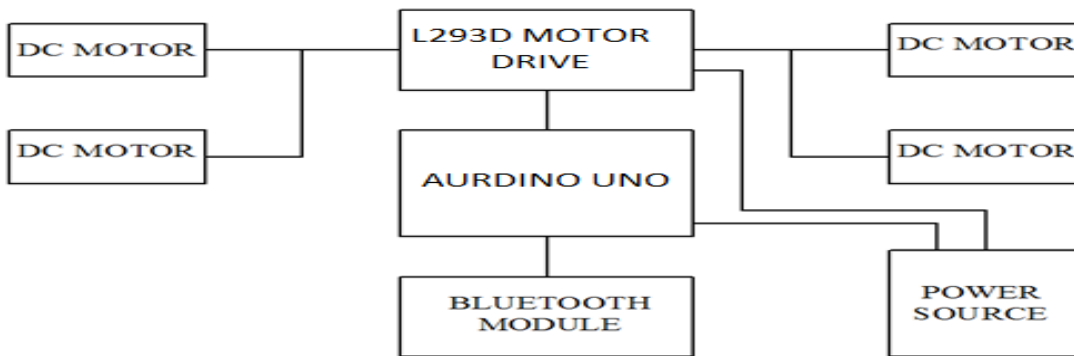 DC MOTOR
L293D MOTOR
DRIVE
DC MOTOR
DC MOTOR
DC MOTOR
AURDINO UNO
BLUETOOTH
MODULE
POWER
SOURCE